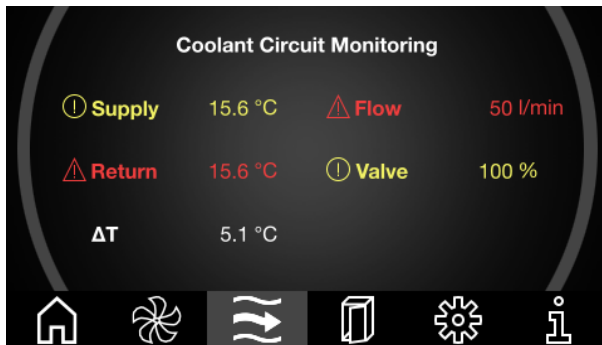 Coolant Circuit Monitoring
Supply 15.6 °C Flow 50 l/min
Return 15.6 °C Valve 100 %
ΔT 5.1 °C